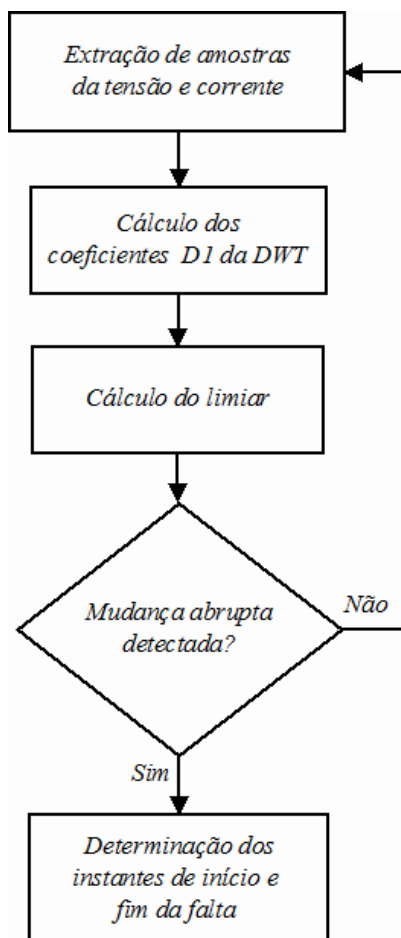 Extração de amostras
da tensão e corrente
Cálculo dos
coeficientes D1 da DWT
Cálculo do limiar
Mudança abrupta
detectada?
Não
Sim
Determinação dos
instantes de início e
fim da falta